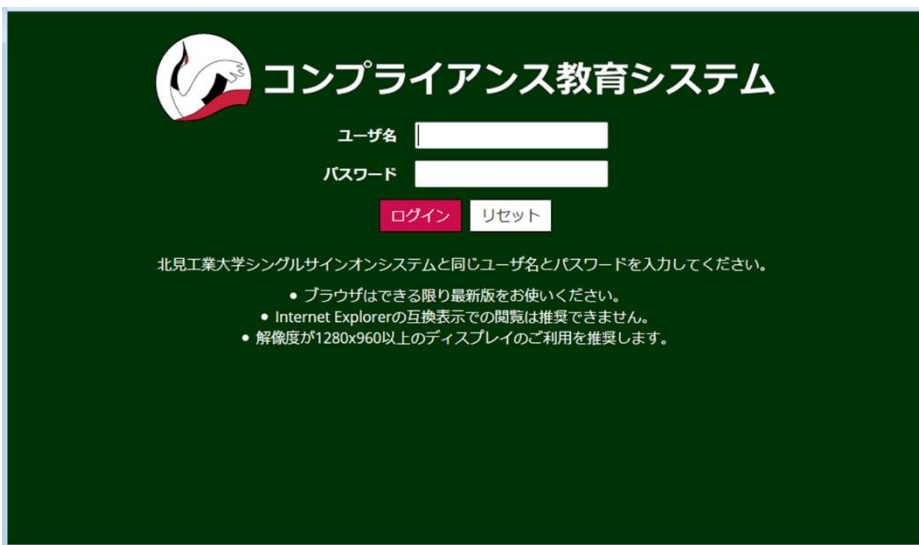 コンプライアンス教育システム
ユーザ名
パスワード
ログイン リセット
北見工業大学シングルサインオンシステムと同じユーザ名とパスワードを入力してください。
• ブラウザはできる限り最新版をお使いください。
• Internet Explorerの互換表示での閲覧は推奨できません。
• 解像度が1280x960以上のディスプレイのご利用を推奨します。